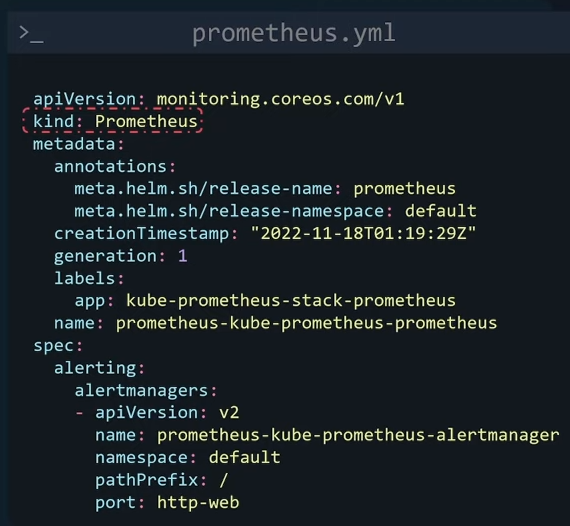 >_ prometheus.yml
apiVersion: monitoring.coreos.com/v1
kind: Prometheus
metadata:
  annotations:
    meta.helm.sh/release-name: prometheus
    meta.helm.sh/release-namespace: default
  creationTimestamp: "2022-11-18T01:19:29Z"
  generation: 1
  labels:
    app: kube-prometheus-stack-prometheus
  name: prometheus-kube-prometheus-prometheus
spec:
  alerting:
    alertmanagers:
    - apiVersion: v2
      name: prometheus-kube-prometheus-alertmanager
      namespace: default
      pathPrefix: /
      port: http-web